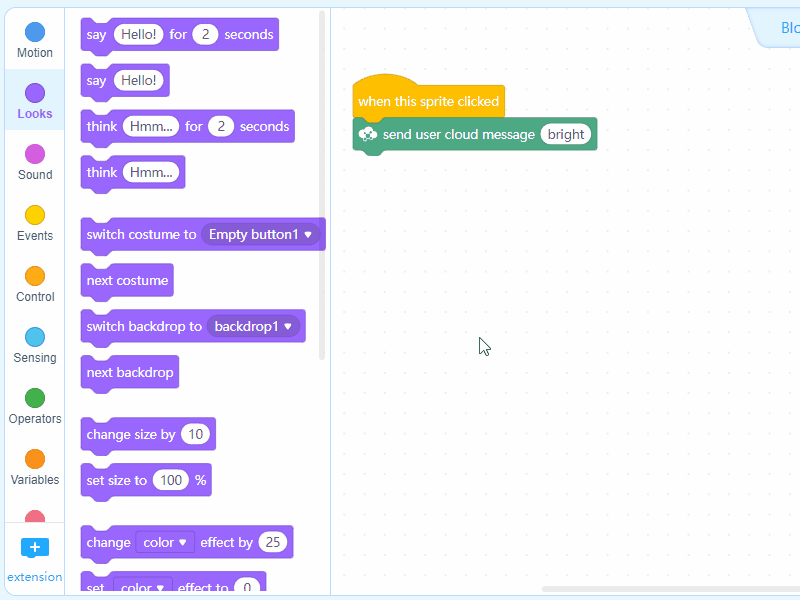 Motion
Looks
Sound
Events
Control
Sensing
Operators
Variables
extension
say Hello! for 2 seconds
say Hello!
think Hmm... for 2 seconds
think Hmm...
switch costume to Empty button1
next costume
switch backdrop to backdrop1
next backdrop
change size by 10
set size to 100 %
change color effect by 25
set color effect to 0
when this sprite clicked
send user cloud message bright